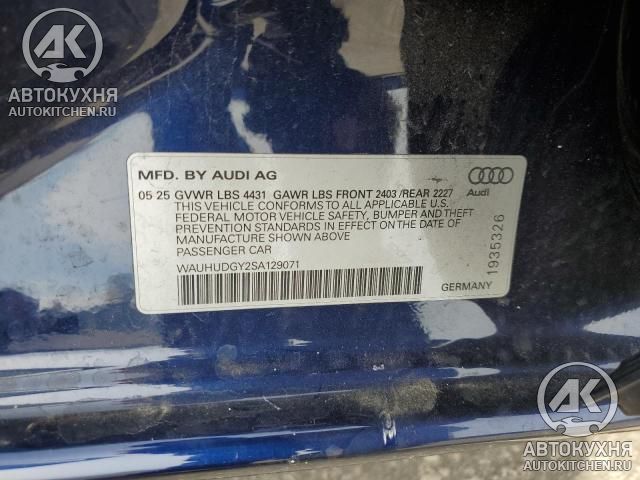 AK
АВТОКУХНЯ
AUTOKITCHEN.RU
MFD. BY AUDI AG
Audi
05 25 GVWR LBS 4431 GAWR LBS FRONT 2403 /REAR 2227
THIS VEHICLE CONFORMS TO ALL APPLICABLE U.S.
FEDERAL MOTOR VEHICLE SAFETY, BUMPER AND THEFT
PREVENTION STANDARDS IN EFFECT ON THE DATE OF
MANUFACTURE SHOWN ABOVE
PASSENGER CAR
WAUHUDGY2SA129071
GERMANY
1935326
AK
АВТОКУХНЯ
AUTOKITCHEN.RU